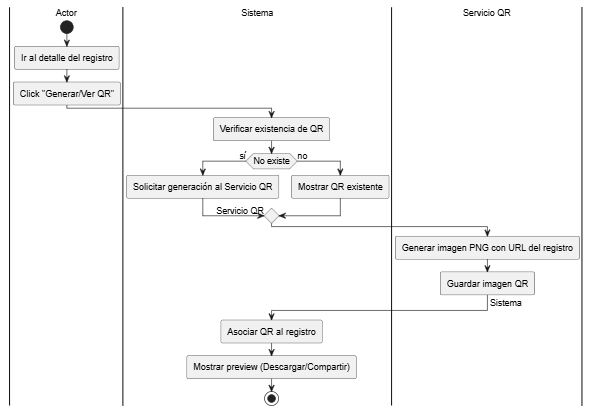 Actor
Sistema
Servicio QR
Ir al detalle del registro
Click "Generar/Ver QR"
Verificar existencia de QR
sí
No existe
no
Solicitar generación al Servicio QR
Mostrar QR existente
Servicio QR
Generar imagen PNG con URL del registro
Guardar imagen QR
Sistema
Asociar QR al registro
Mostrar preview (Descargar/Compartir)